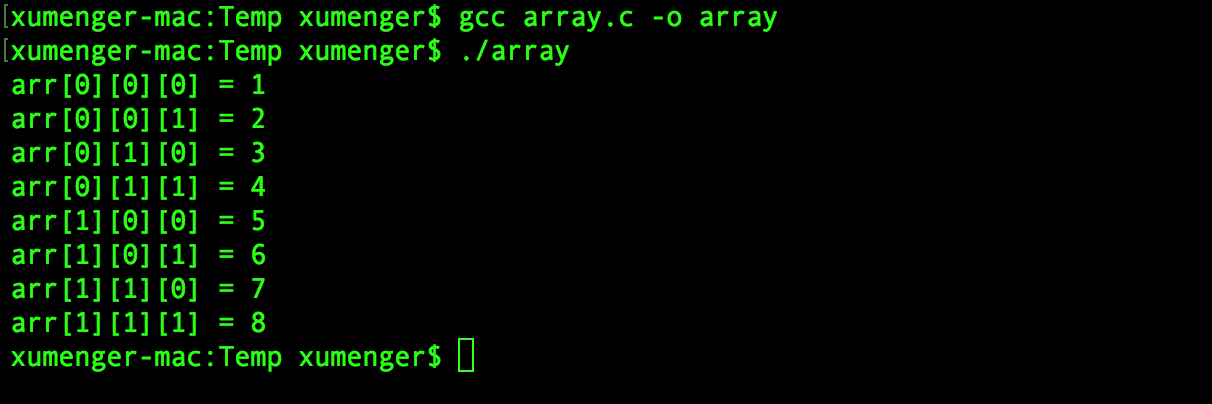 [xumenger-mac:Temp xumenger$ gcc array.c -o array
[xumenger-mac:Temp xumenger$ ./array
arr[0][0][0] = 1
arr[0][0][1] = 2
arr[0][1][0] = 3
arr[0][1][1] = 4
arr[1][0][0] = 5
arr[1][0][1] = 6
arr[1][1][0] = 7
arr[1][1][1] = 8
xumenger-mac:Temp xumenger$